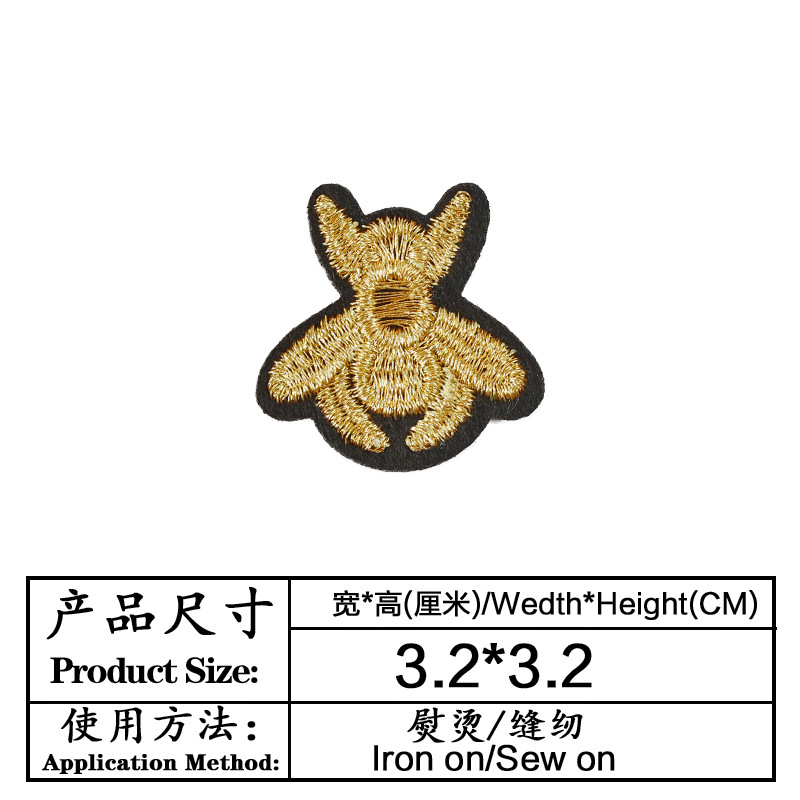 产品尺寸
Product Size:
宽*高(厘米)/Wedth*Height(CM)
3.2*3.2
使用方法:
Application Method:
熨烫/缝纫
Iron on/Sew on